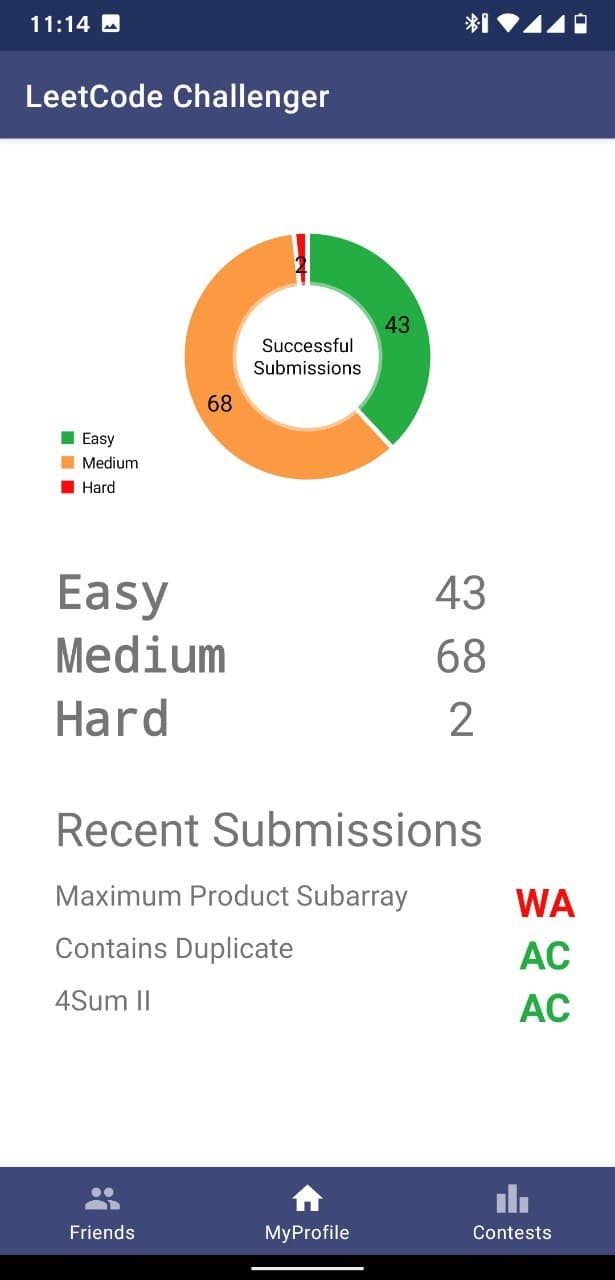 11:14
LeetCode Challenger
2
43
Successful
Submissions
68
Easy
Medium
Hard
Easy 43
Medium 68
Hard 2
Recent Submissions
Maximum Product Subarray WA
Contains Duplicate AC
4Sum II AC
Friends MyProfile Contests